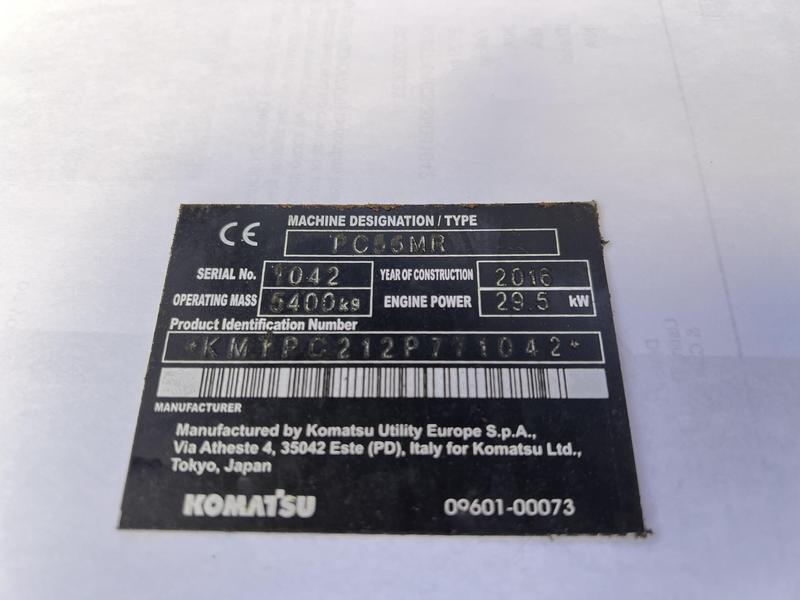 CE
MACHINE DESIGNATION / TYPE
PC55MR
SERIAL No. 1042 YEAR OF CONSTRUCTION 2016
OPERATING MASS 5400kg ENGINE POWER 29.5 kW
Product Identification Number
MANUFACTURER
Manufactured by Komatsu Utility Europe S.p.A.,
Via Atheste 4, 35042 Este (PD), Italy for Komatsu Ltd.,
Tokyo, Japan
KOMATSU 09601-00073